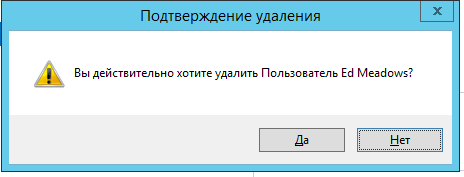 Подтверждение удаления
x
Вы действительно хотите удалить Пользователь Ed Meadows?
Да
Нет